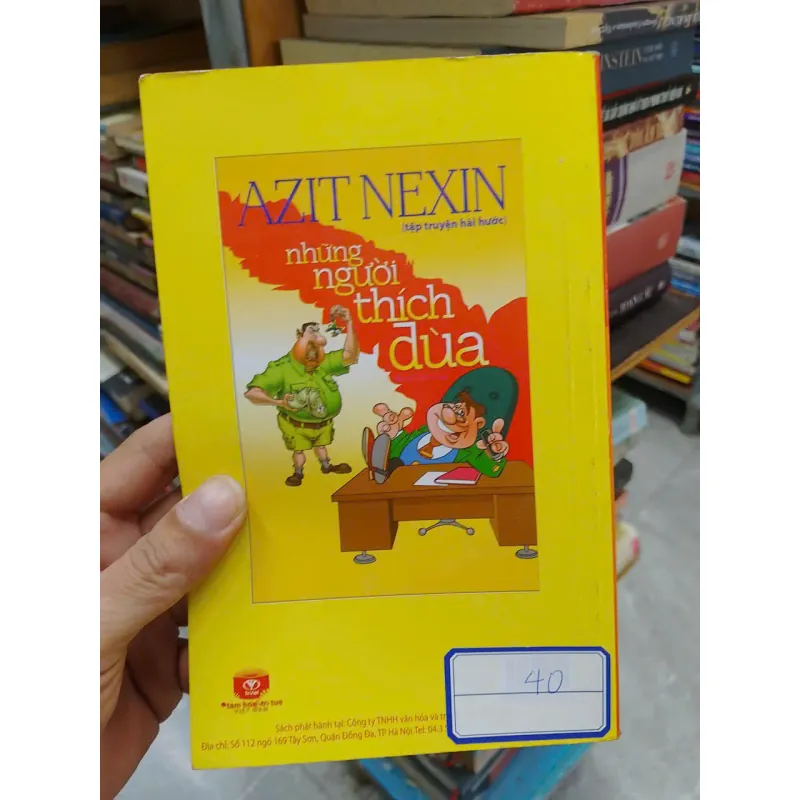 NSTEIN
AZIT NEXIN
(tập truyện hài hước)
những
người
thích
đùa
40
Sách phát hành tại: Công ty TNHH văn hóa và
Địa chỉ: Số 112 ngõ 169 Tây Sơn, Quận Đống Đa, TP Hà Nội. Tel: 04.3